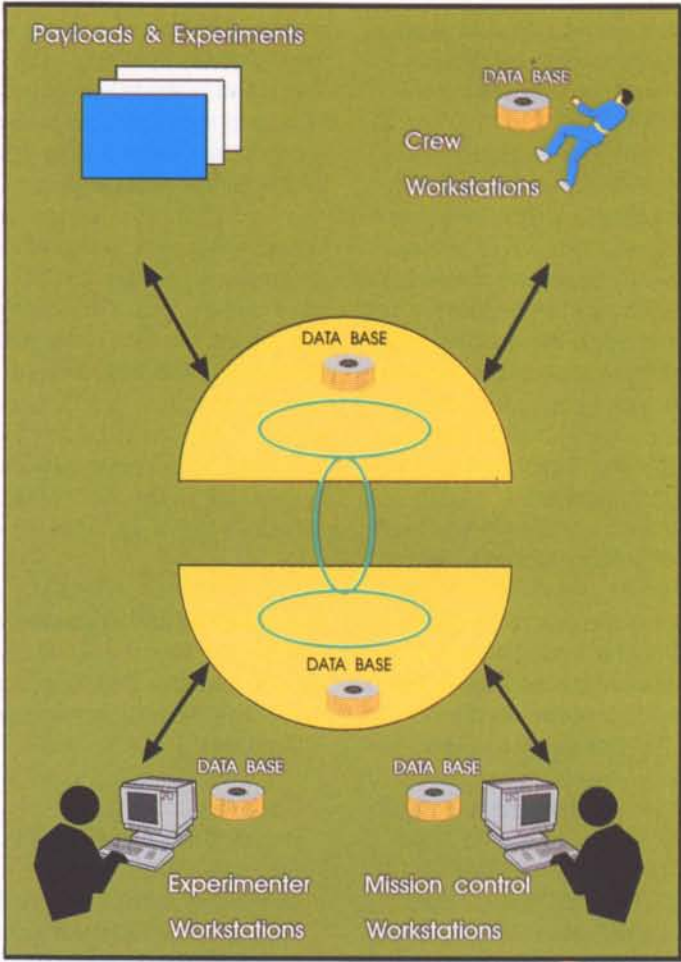 Payloads & Experiments
DATA BASE
Crew
Workstations
DATA BASE
DATA BASE
DATA BASE
DATA BASE
Experimenter
Workstations
Mission control
Workstations